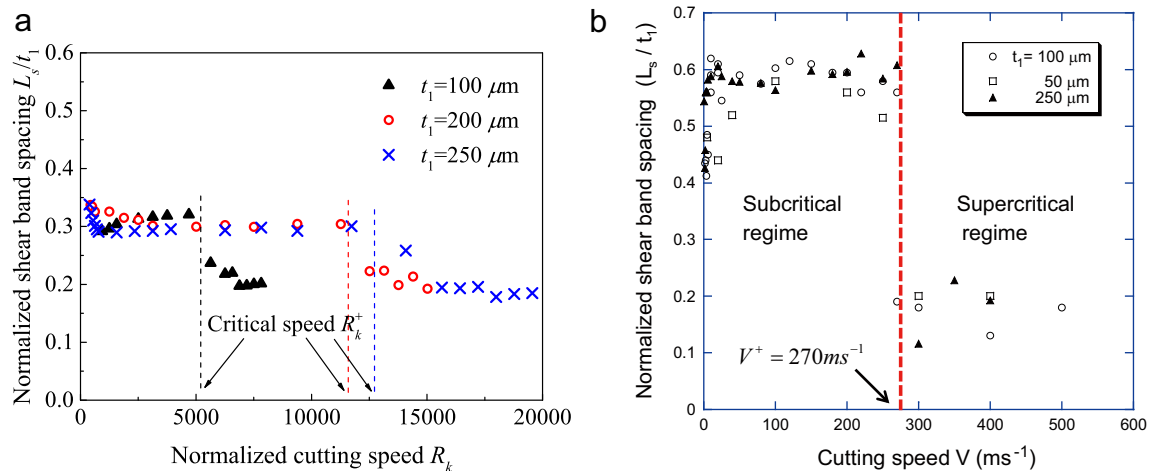 a
Normalized shear band spacing L_s/t_1
0.6
0.5
0.4
0.3
0.2
0.1
0.0
t_1=100 μm
t_1=200 μm
t_1=250 μm
Critical speed R_k^+
0
5000
10000
15000
20000
Normalized cutting speed R_k
b
Normalized shear band spacing (L_s / t_1)
0.7
0.6
0.5
0.4
0.3
0.2
0.1
0
t_1= 100 μm
50 μm
250 μm
Subcritical
regime
Supercritical
regime
V^+ = 270ms^-1
0
100
200
300
400
500
600
Cutting speed V (ms^-1)